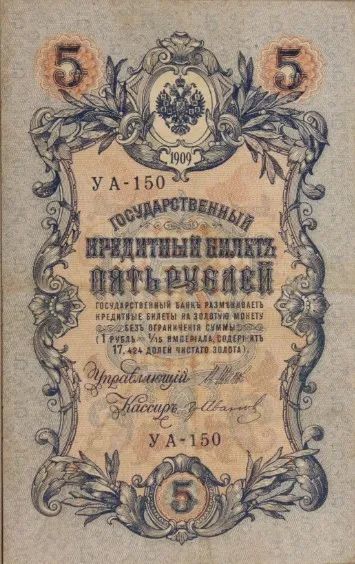 5 5
1909
УА-150
ГОСУДАРСТВЕННЫЙ
КРЕДИТНЫЙ БИЛЕТЪ
ПЯТЬ РУБЛЕЙ
ГОСУДАРСТВЕННЫЙ БАНКЪ РАЗМѢНИВАЕТЪ
КРЕДИТНЫЕ БИЛЕТЫ НА ЗОЛОТУЮ МОНЕТУ
БЕЗЪ ОГРАНИЧЕНІЯ СУММЫ
(1 РУБЛЬ = 1/15 ИМПЕРІАЛА, СОДЕРЖИТЪ
17,424 ДОЛЕЙ ЧИСТАГО ЗОЛОТА).
Управляющій
Кассиръ
УА-150
5